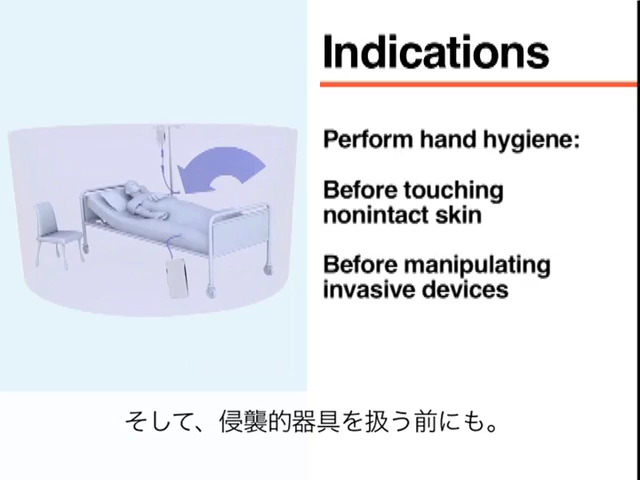 Indications
Perform hand hygiene:
Before touching
nonintact skin
Before manipulating
invasive devices
そして、侵襲的器具を扱う前にも。